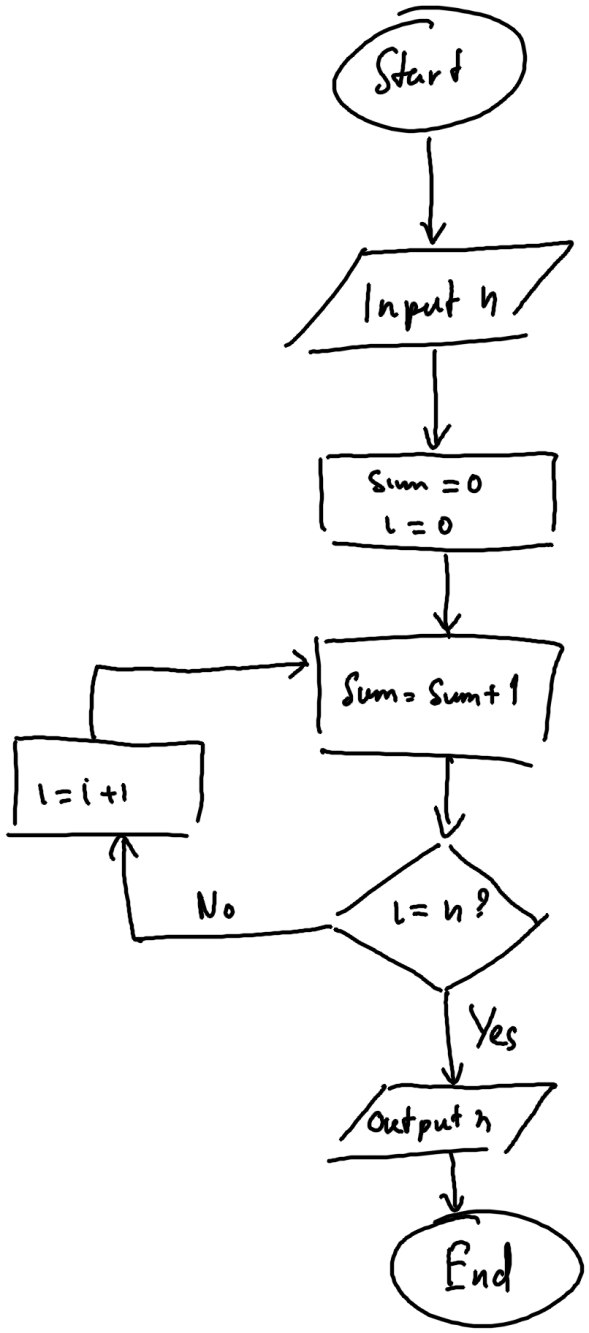 Start
Input n
Sum = 0
i = 0
Sum = Sum + 1
i = i + 1
No
i = n ?
Yes
Output n
End